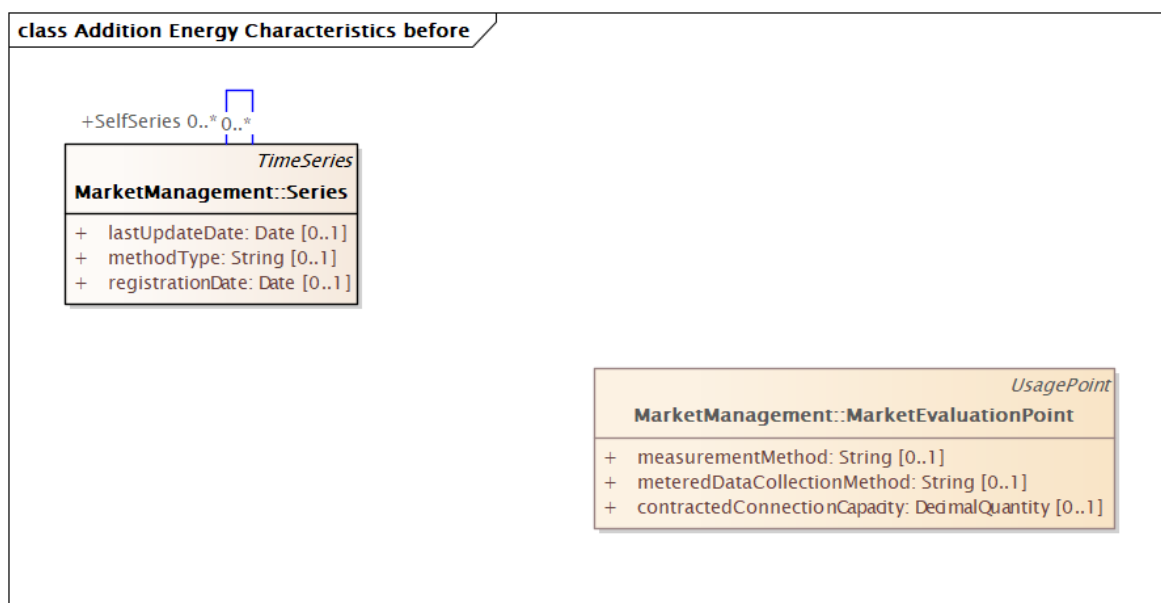 class Addition Energy Characteristics before
+SelfSeries 0..* 0..*
TimeSeries
MarketManagement::Series
+ lastUpdateDate: Date [0..1]
+ methodType: String [0..1]
+ registrationDate: Date [0..1]
UsagePoint
MarketManagement::MarketEvaluationPoint
+ measurementMethod: String [0..1]
+ meteredDataCollectionMethod: String [0..1]
+ contractedConnectionCapacity: DecimalQuantity [0..1]